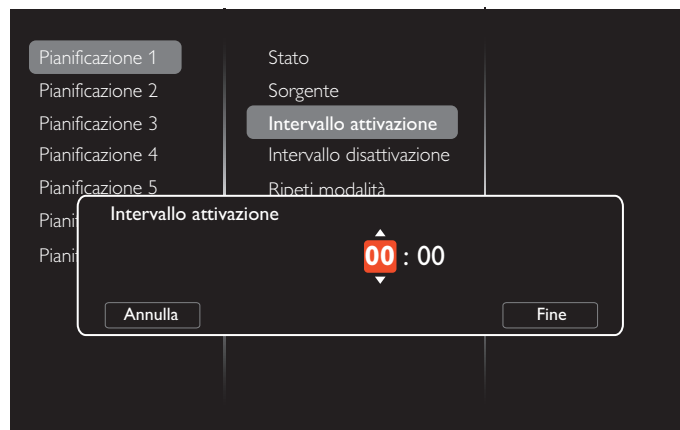 Pianificazione 1
Pianificazione 2
Pianificazione 3
Pianificazione 4
Pianificazione 5
Stato
Sorgente
Intervallo attivazione
Intervallo disattivazione
Ripeti modalità
Intervallo attivazione
00 : 00
Annulla
Fine